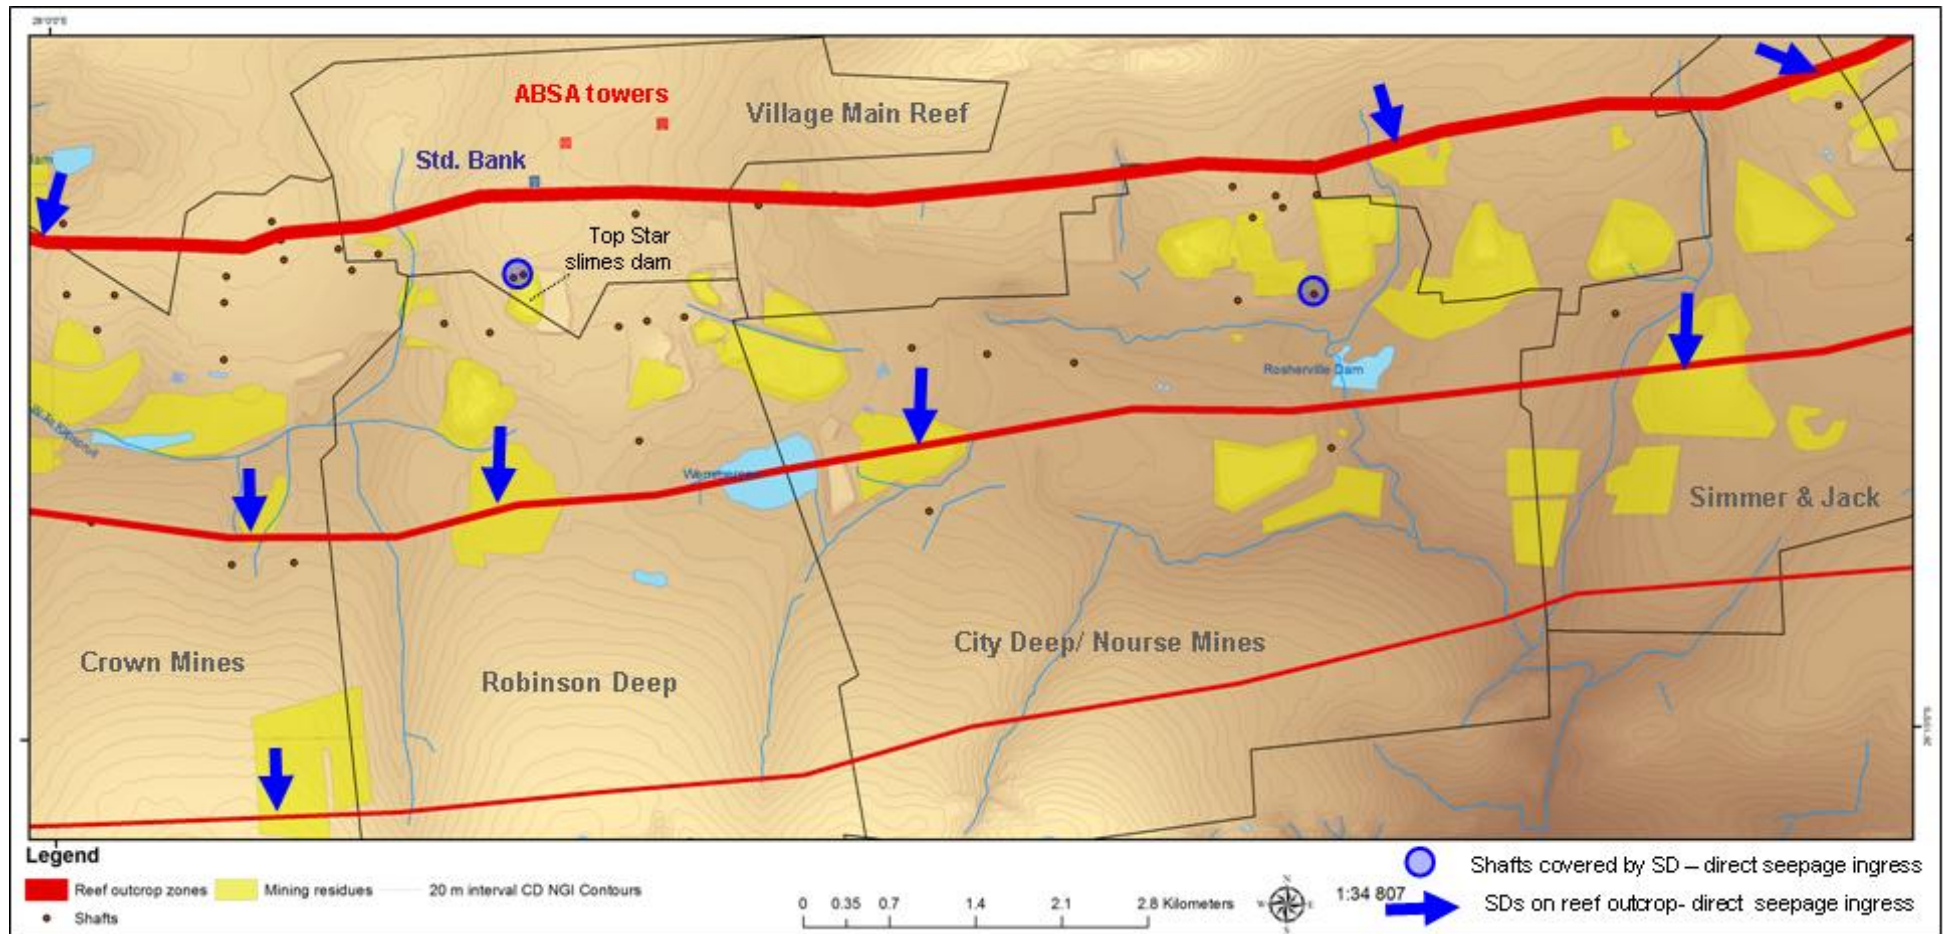 26°0'0"S
ABSA towers
Village Main Reef
Std. Bank
Top Star
slimes dam
Rosherville Dam
Simmer & Jack
City Deep/ Nourse Mines
Crown Mines
Robinson Deep
Legend
Reef outcrop zones
Mining residues
20 m interval CD NGI Contours
Shafts
0 0.35 0.7 1.4 2.1 2.8 Kilometers
N
W
E
S
1:34 807
Shafts covered by SD – direct seepage ingress
SDs on reef outcrop- direct seepage ingress